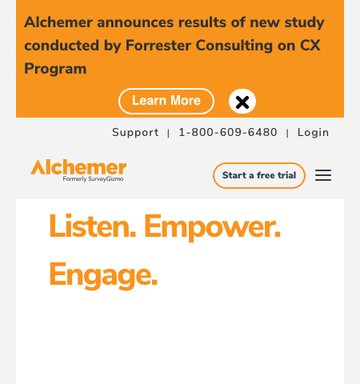 Alchemer announces results of new study
conducted by Forrester Consulting on CX
Program
Learn More
Support | 1-800-609-6480 | Login
Alchemer
Formerly SurveyGizmo
Start a free trial
Listen. Empower.
Engage.